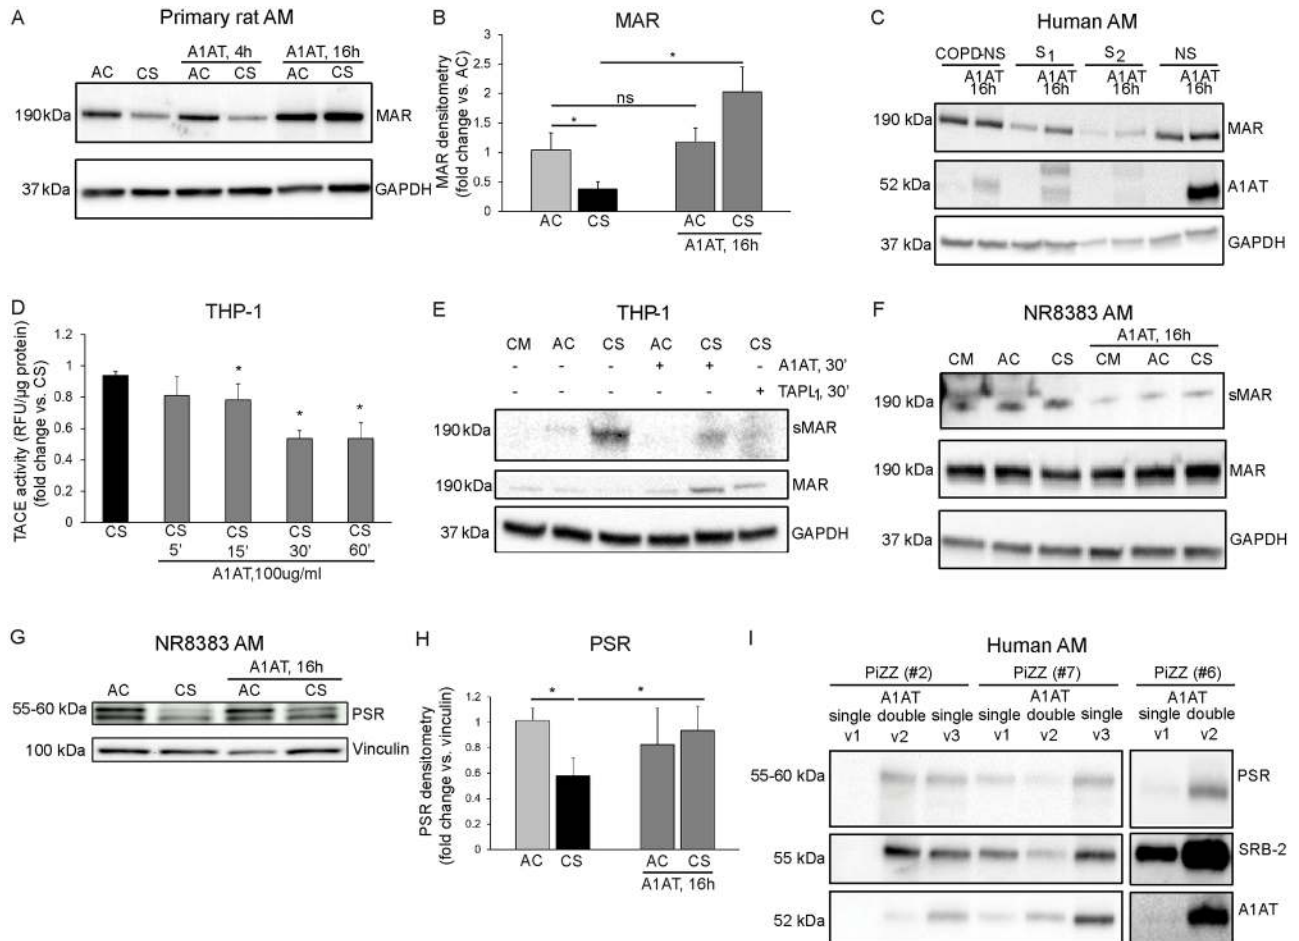 A
Primary rat AM
A1AT, 4h
A1AT, 16h
AC CS AC CS AC CS
190kDa
MAR
37 kDa
GAPDH
B
MAR
MAR densitometry
(fold change vs. AC)
3
2.5
2
1.5
1
0.5
0
*
ns
*
AC CS AC CS
A1AT, 16h
C
Human AM
COPD-NS S1 S2 NS
A1AT A1AT A1AT A1AT
16h 16h 16h 16h
190 kDa
MAR
52 kDa
A1AT
37 kDa
GAPDH
D
THP-1
TACE activity (RFU/µg protein)
(fold change vs. CS)
1.2
1
0.8
0.6
0.4
0.2
0
* * *
CS CS CS CS CS
5' 15' 30' 60'
A1AT,100ug/ml
E
THP-1
CM AC CS AC CS CS
- - - + + - A1AT, 30'
- - - - - + TAPL1, 30'
190kDa
sMAR
190kDa
MAR
37 kDa
GAPDH
F
NR8383 AM
A1AT, 16h
CM AC CS CM AC CS
190 kDa
sMAR
190 kDa
MAR
37 kDa
GAPDH
G
NR8383 AM
A1AT, 16h
AC CS AC CS
55-60 kDa
PSR
100 kDa
Vinculin
H
PSR
PSR densitometry
(fold change vs. vinculin)
1.2
1
0.8
0.6
0.4
0.2
0
* *
AC CS AC CS
A1AT, 16h
I
Human AM
PiZZ (#2) PiZZ (#7) PiZZ (#6)
A1AT A1AT A1AT
single double single single double single single double
v1 v2 v3 v1 v2 v3 v1 v2
55-60 kDa
PSR
55 kDa
SRB-2
52 kDa
A1AT